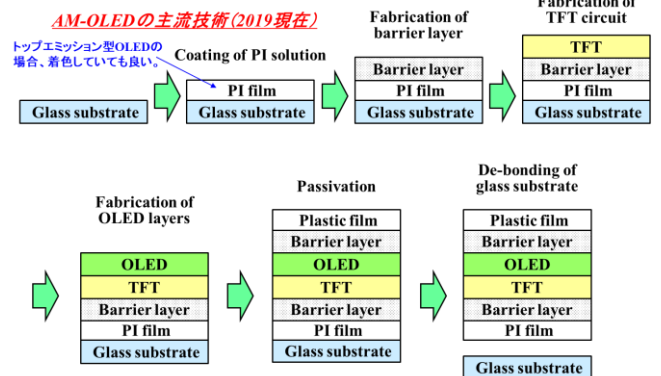 AM-OLEDの主流技術(2019現在)
トップエミッション型OLEDの
場合、着色していても良い。
Glass substrate
Coating of PI solution
PI film
Glass substrate
Fabrication of
barrier layer
Barrier layer
PI film
Glass substrate
Fabrication of
TFT circuit
TFT
Barrier layer
PI film
Glass substrate
Fabrication of
OLED layers
OLED
TFT
Barrier layer
PI film
Glass substrate
Passivation
Plastic film
Barrier layer
OLED
TFT
Barrier layer
PI film
Glass substrate
De-bonding of
glass substrate
Plastic film
Barrier layer
OLED
TFT
Barrier layer
PI film
Glass substrate